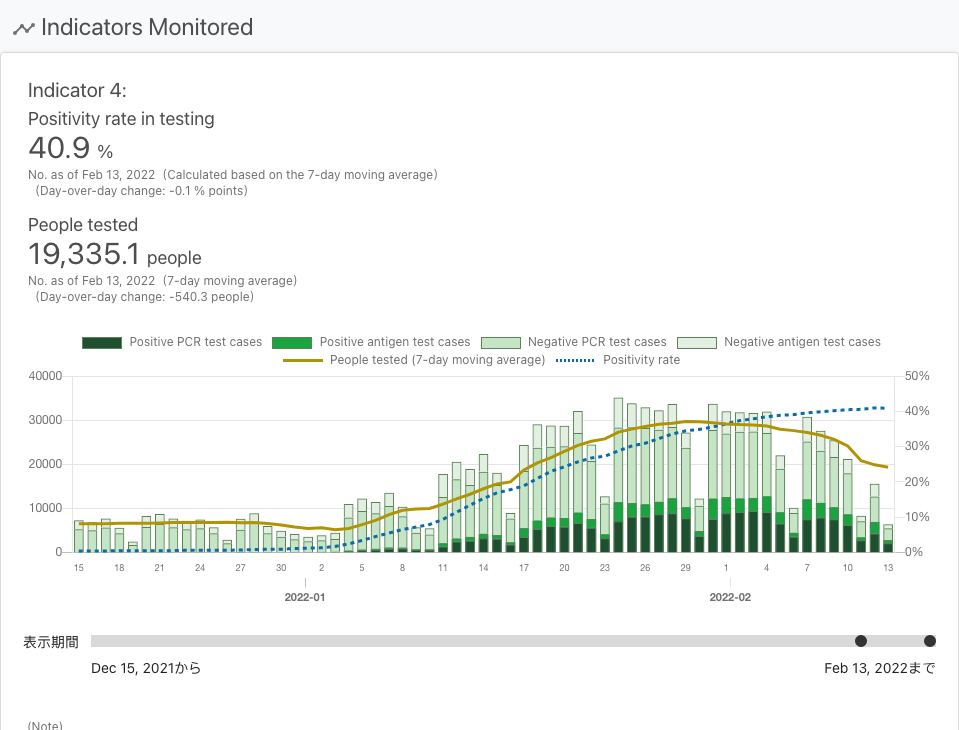 Indicators Monitored
Indicator 4:
Positivity rate in testing
40.9 %
No. as of Feb 13, 2022 (Calculated based on the 7-day moving average)
(Day-over-day change: -0.1 % points)
People tested
19,335.1 people
No. as of Feb 13, 2022 (7-day moving average)
(Day-over-day change: -540.3 people)
Positive PCR test cases Positive antigen test cases Negative PCR test cases Negative antigen test cases
People tested (7-day moving average) Positivity rate
40000 50%
40%
30000
30%
20000
20%
10000
10%
0 0%
15 18 21 24 27 30 2 5 8 11 14 17 20 23 26 29 1 4 7 10 13
2022-01 2022-02
表示期間
Dec 15, 2021から Feb 13, 2022まで
(Note)